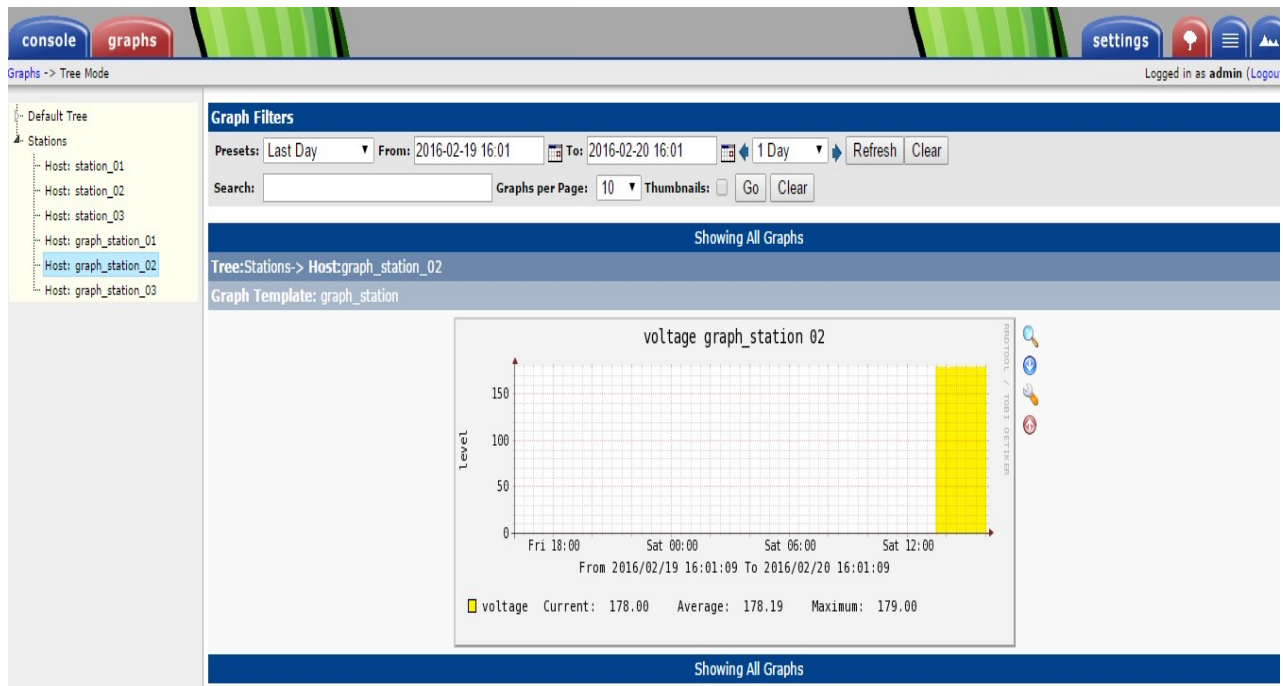 console graphs settings
Graphs -> Tree Mode Logged in as admin (Logou
Default Tree
Stations
Host: station_01
Host: station_02
Host: station_03
Host: graph_station_01
Host: graph_station_02
Host: graph_station_03
Graph Filters
Presets: Last Day From: 2016-02-19 16:01 To: 2016-02-20 16:01 1 Day Refresh Clear
Search: Graphs per Page: 10 Thumbnails: Go Clear
Showing All Graphs
Tree:Stations-> Host:graph_station_02
Graph Template: graph_station
voltage graph_station 02
RRDTOOL / TOBI OETIKER
level
150
100
50
0
Fri 18:00 Sat 00:00 Sat 06:00 Sat 12:00
From 2016/02/19 16:01:09 To 2016/02/20 16:01:09
voltage Current: 178.00 Average: 178.19 Maximum: 179.00
Showing All Graphs